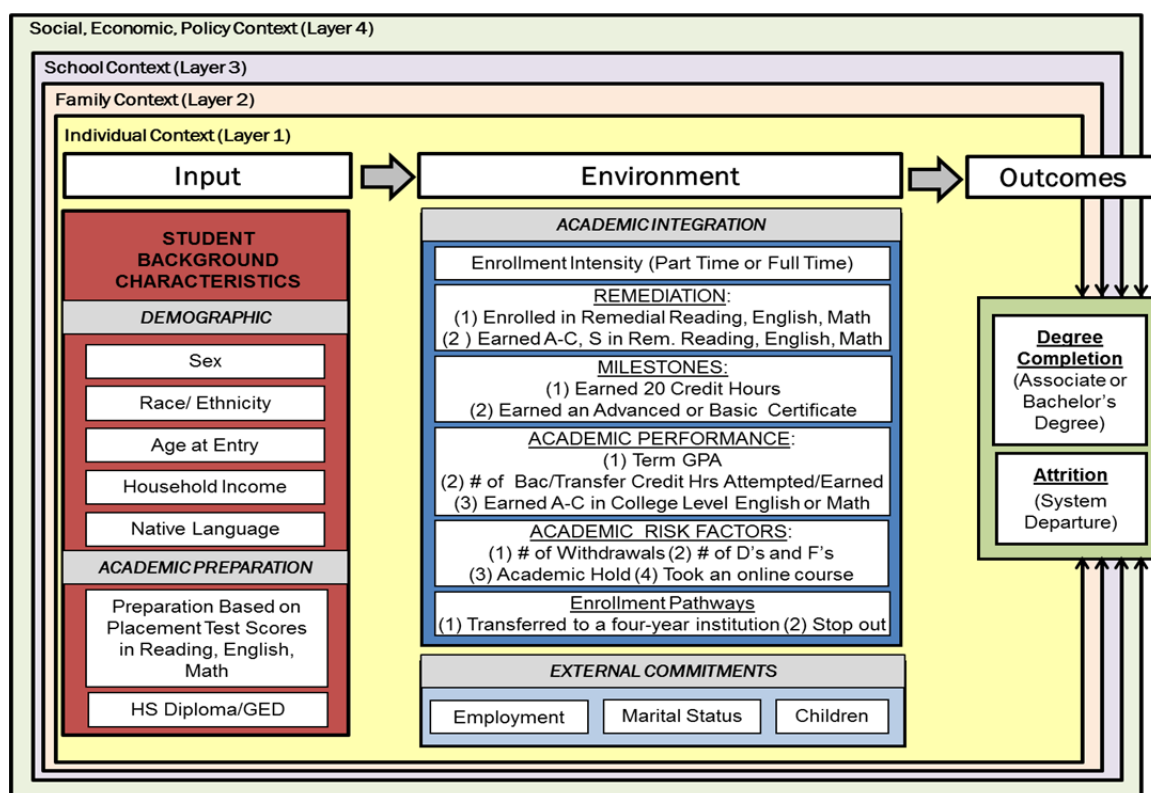 Social, Economic, Policy Context (Layer 4)
School Context (Layer 3)
Family Context (Layer 2)
Individual Context (Layer 1)
Input
Environment
Outcomes
STUDENT
BACKGROUND
CHARACTERISTICS
DEMOGRAPHIC
Sex
Race/ Ethnicity
Age at Entry
Household Income
Native Language
ACADEMIC PREPARATION
Preparation Based on
Placement Test Scores
in Reading, English,
Math
HS Diploma/GED
ACADEMIC INTEGRATION
Enrollment Intensity (Part Time or Full Time)
REMEDIATION:
(1) Enrolled in Remedial Reading, English, Math
(2 ) Earned A-C, S in Rem. Reading, English, Math
MILESTONES:
(1) Earned 20 Credit Hours
(2) Earned an Advanced or Basic Certificate
ACADEMIC PERFORMANCE:
(1) Term GPA
(2) # of Bac/Transfer Credit Hrs Attempted/Earned
(3) Earned A-C in College Level English or Math
ACADEMIC RISK FACTORS:
(1) # of Withdrawals (2) # of D's and F's
(3) Academic Hold (4) Took an online course
Enrollment Pathways
(1) Transferred to a four-year institution (2) Stop out
EXTERNAL COMMITMENTS
Employment
Marital Status
Children
Degree
Completion
(Associate or
Bachelor's
Degree)
Attrition
(System
Departure)